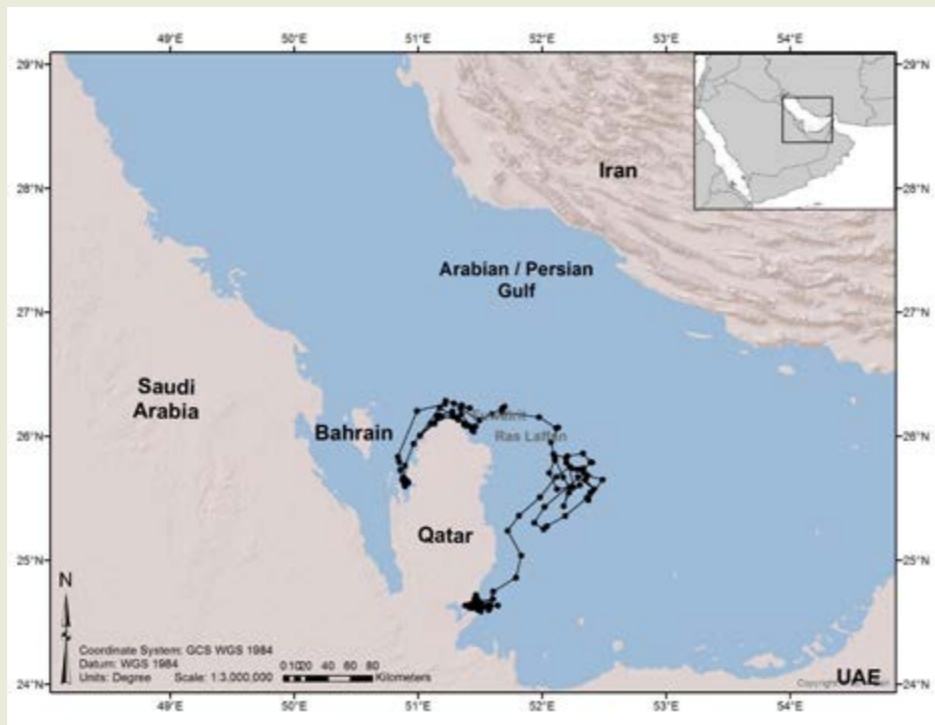 49°E 50°E 51°E 52°E 53°E 54°E
29°N 29°N
28°N 28°N
27°N 27°N
26°N 26°N
25°N 25°N
24°N 24°N
Iran
Arabian / Persian
Gulf
Saudi
Arabia
Bahrain
Ras Laffan
Qatar
N
Coordinate System: GCS WGS 1984
Datum: WGS 1984
Units: Degree Scale: 1:3,000,000
0 10 20 40 60 80
Kilometers
UAE
49°E 50°E 51°E 52°E 53°E 54°E